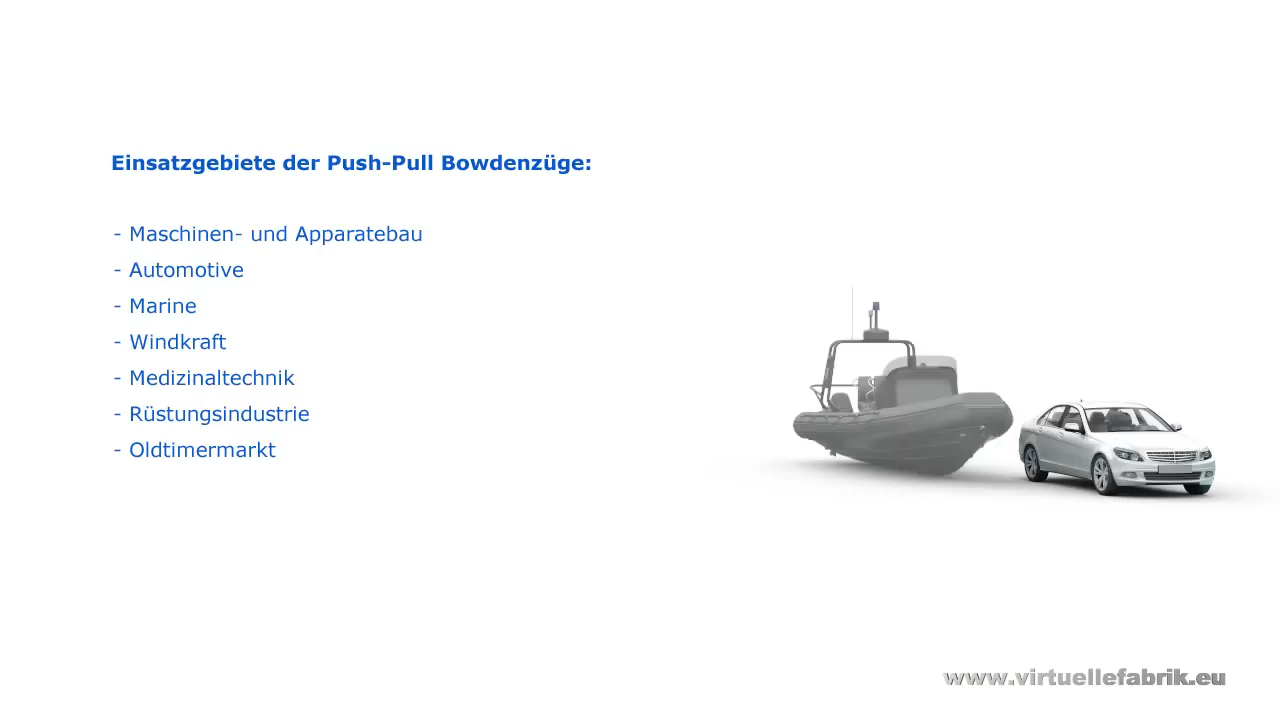 Einsatzgebiete der Push-Pull Bowdenzüge:
- Maschinen- und Apparatebau
- Automotive
- Marine
- Windkraft
- Medizinaltechnik
- Rüstungsindustrie
- Oldtimermarkt
www.virtuellefabrik.eu